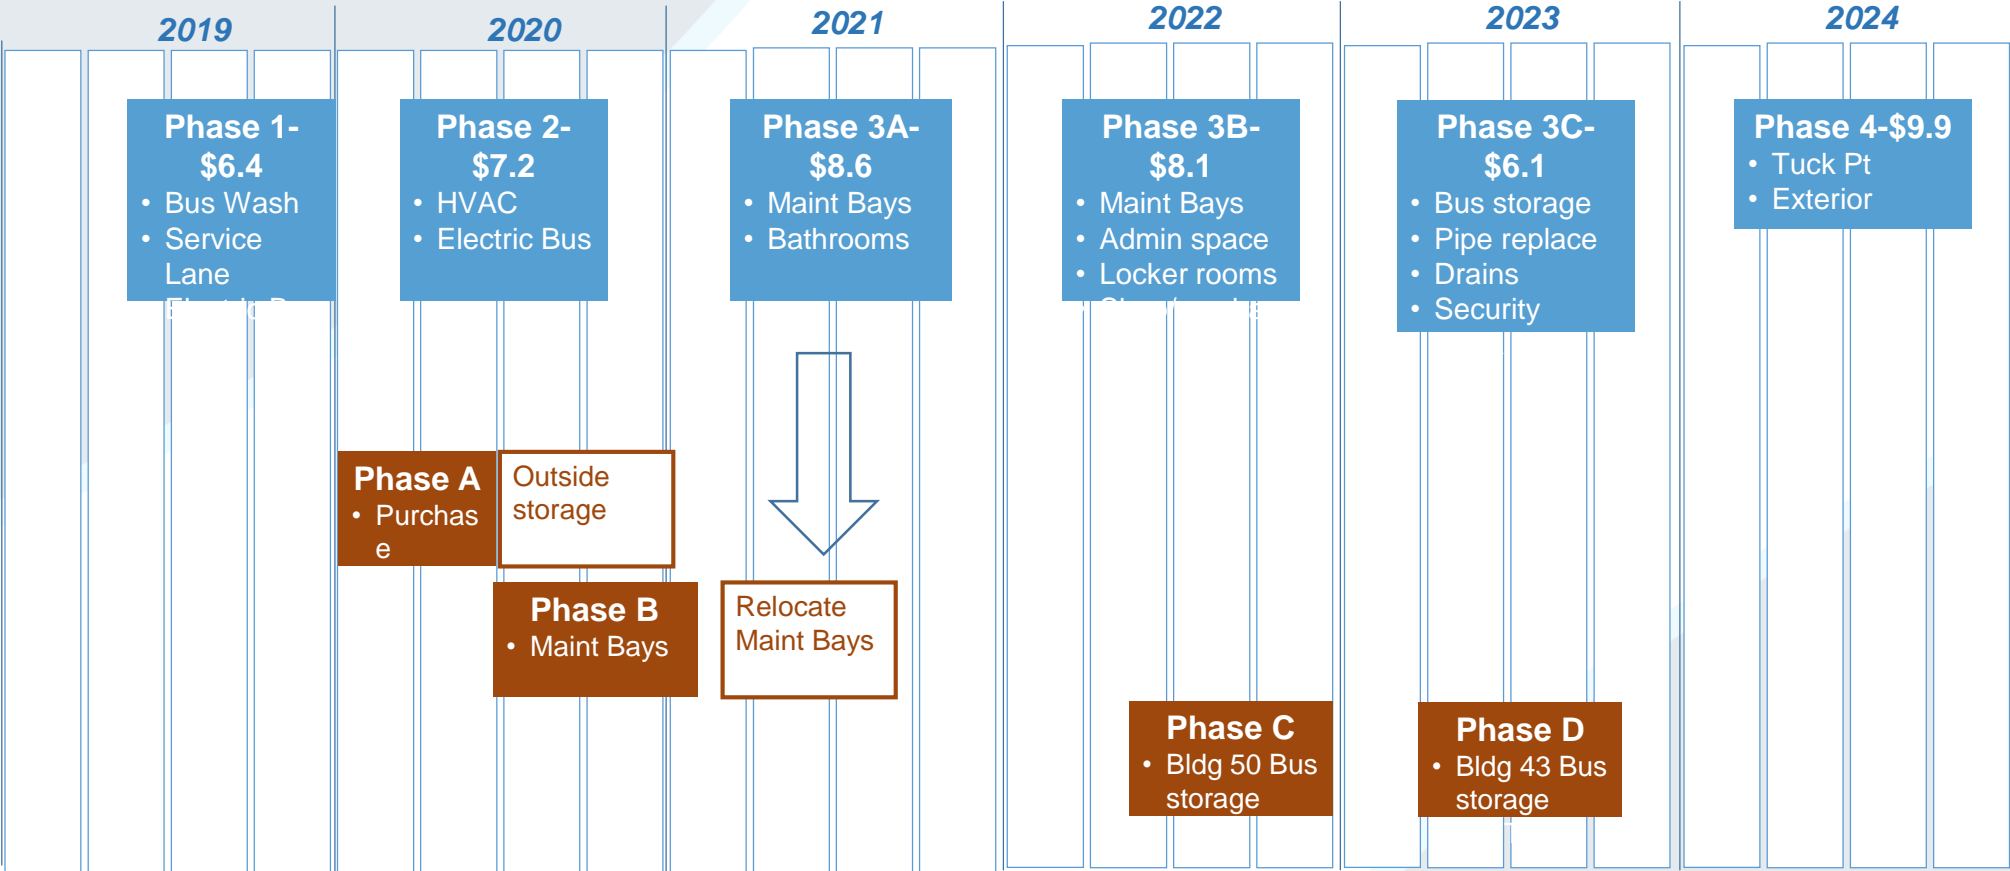 2019
2020
2021
2022
2023
2024
Phase 1-
$6.4
• Bus Wash
• Service
Lane
Phase 2-
$7.2
• HVAC
• Electric Bus
Phase 3A-
$8.6
• Maint Bays
• Bathrooms
Phase 3B-
$8.1
• Maint Bays
• Admin space
• Locker rooms
Phase 3C-
$6.1
• Bus storage
• Pipe replace
• Drains
• Security
Phase 4-$9.9
• Tuck Pt
• Exterior
Phase A
• Purchas
e
Outside
storage
Phase B
• Maint Bays
Relocate
Maint Bays
Phase C
• Bldg 50 Bus
storage
Phase D
• Bldg 43 Bus
storage